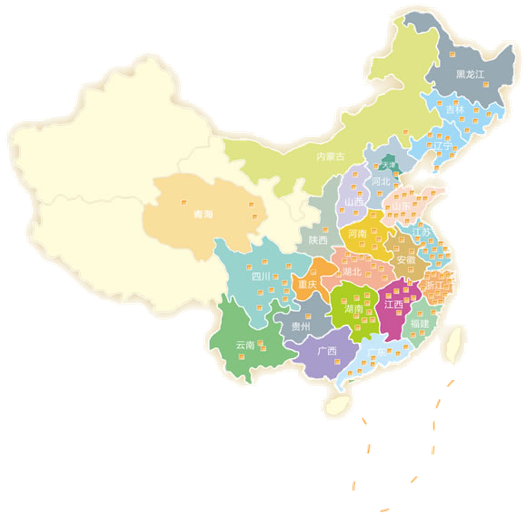 黑龙江
吉林
辽宁
内蒙古
天津
河北
山西
山东
青海
陕西
河南
江苏
安徽
四川
重庆
湖北
浙江
贵州
湖南
江西
福建
云南
广西
广东